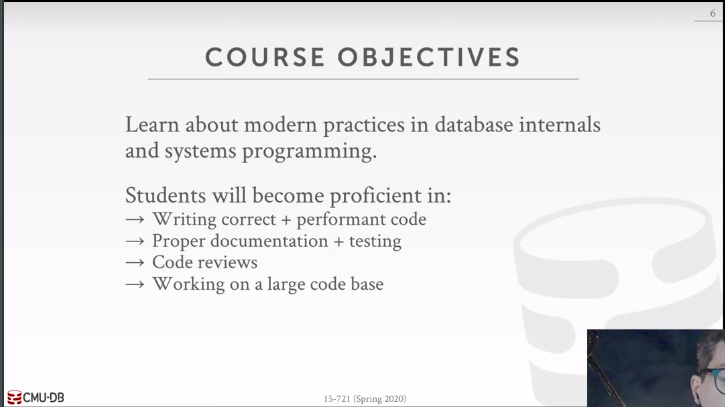 6
COURSE OBJECTIVES
Learn about modern practices in database internals
and systems programming.
Students will become proficient in:
→ Writing correct + performant code
→ Proper documentation + testing
→ Code reviews
→ Working on a large code base
CMU·DB
15-721 (Spring 2020)